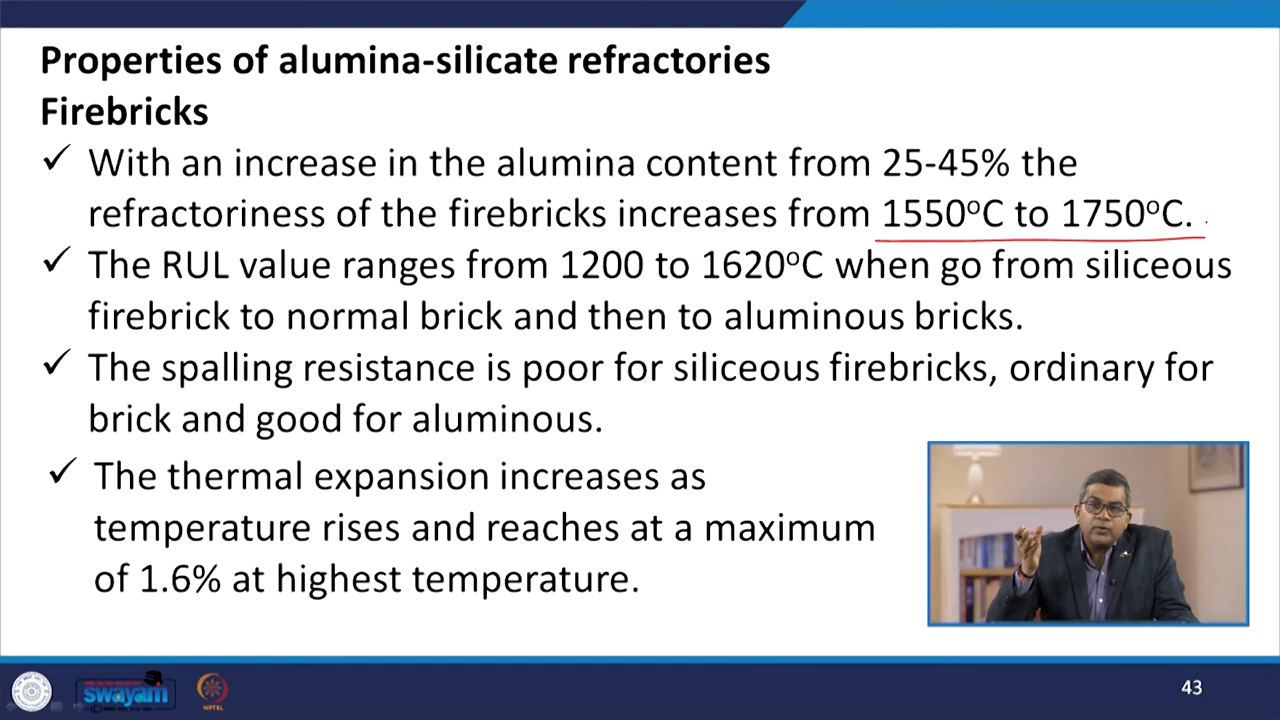 Properties of alumina-silicate refractories
Firebricks
✓ With an increase in the alumina content from 25-45% the
refractoriness of the firebricks increases from 1550°C to 1750°C.
✓ The RUL value ranges from 1200 to 1620°C when go from siliceous
firebrick to normal brick and then to aluminous bricks.
✓ The spalling resistance is poor for siliceous firebricks, ordinary for
brick and good for aluminous.
✓ The thermal expansion increases as
temperature rises and reaches at a maximum
of 1.6% at highest temperature.
swayam
NPTEL
43